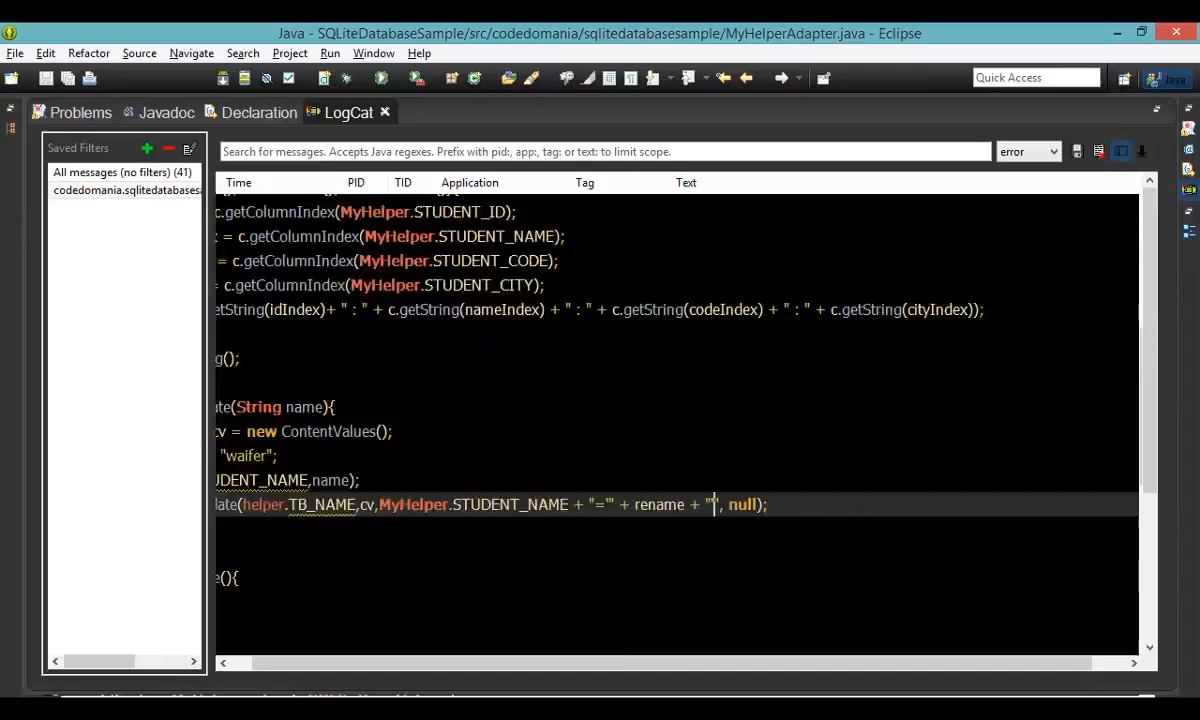 Java - SQLiteDatabaseSample/src/codedomania/sqlitedatabasesample/MyHelperAdapter.java - Eclipse
File Edit Refactor Source Navigate Search Project Run Window Help
Quick Access
Java
Problems Javadoc Declaration LogCat
Saved Filters
Search for messages. Accepts Java regexes. Prefix with pid:, app:, tag: or text: to limit scope.
error
All messages (no filters) (41)
codedomania.sqlitedatabasesa
Time PID TID Application Tag Text
c.getColumnIndex(MyHelper.STUDENT_ID);
= c.getColumnIndex(MyHelper.STUDENT_NAME);
= c.getColumnIndex(MyHelper.STUDENT_CODE);
= c.getColumnIndex(MyHelper.STUDENT_CITY);
etString(idIndex)+ " : " + c.getString(nameIndex) + " : " + c.getString(codeIndex) + " : " + c.getString(cityIndex));
g();
ate(String name){
cv = new ContentValues();
"waifer";
UDENT_NAME,name);
date(helper.TB_NAME,cv,MyHelper.STUDENT_NAME + "='" + rename + "'", null);
e(){